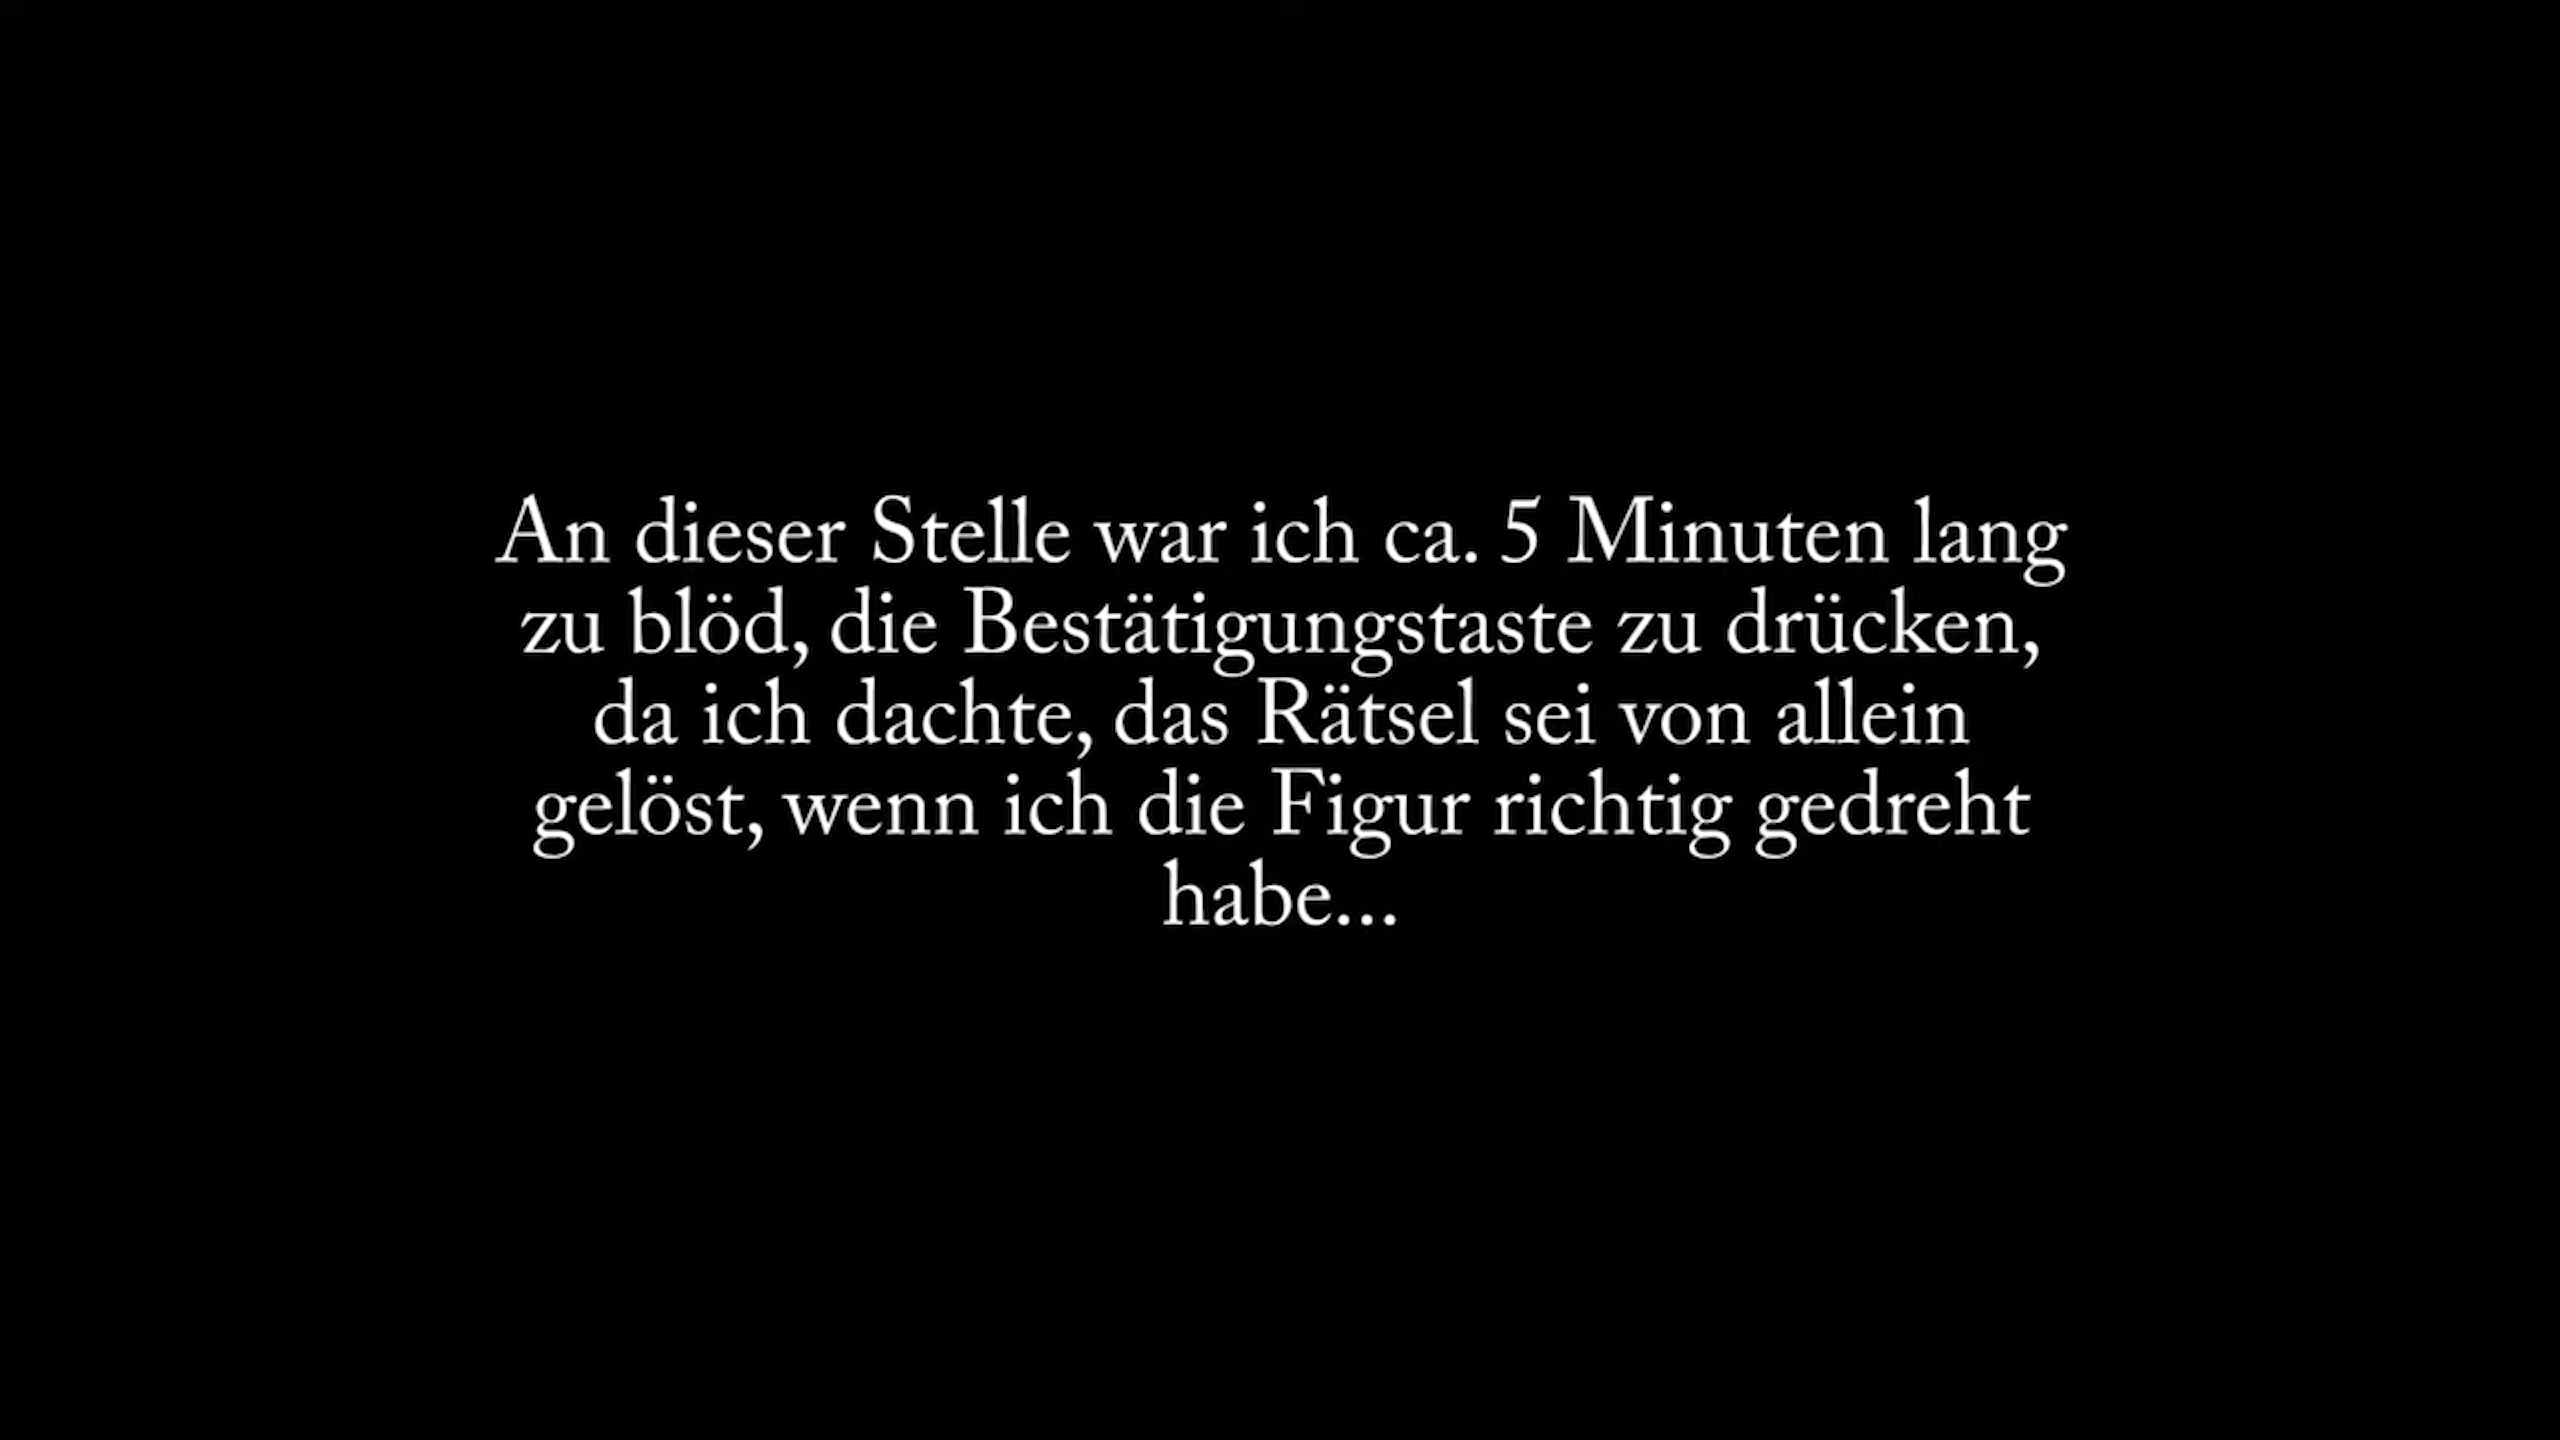 An dieser Stelle war ich ca. 5 Minuten lang
zu blöd, die Bestätigungstaste zu drücken,
da ich dachte, das Rätsel sei von allein
gelöst, wenn ich die Figur richtig gedreht
habe...